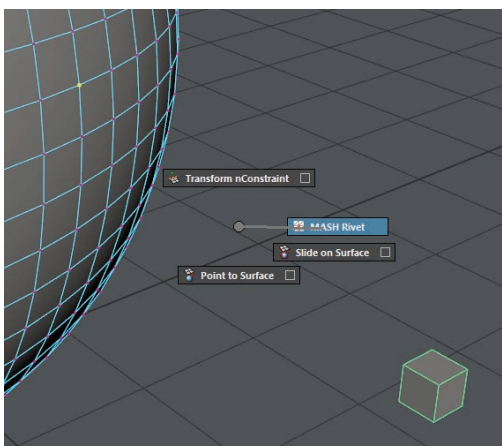 Transform nConstraint
MASH Rivet
Slide on Surface
Point to Surface